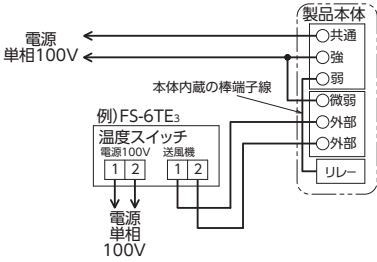 製品本体
電源
単相100V
共通
強
弱
本体内蔵の棒端子線
微弱
外部
外部
リレー
例)FS-6TE3
温度スイッチ
電源100V 送風機
1 2 1 2
電源
単相
100V